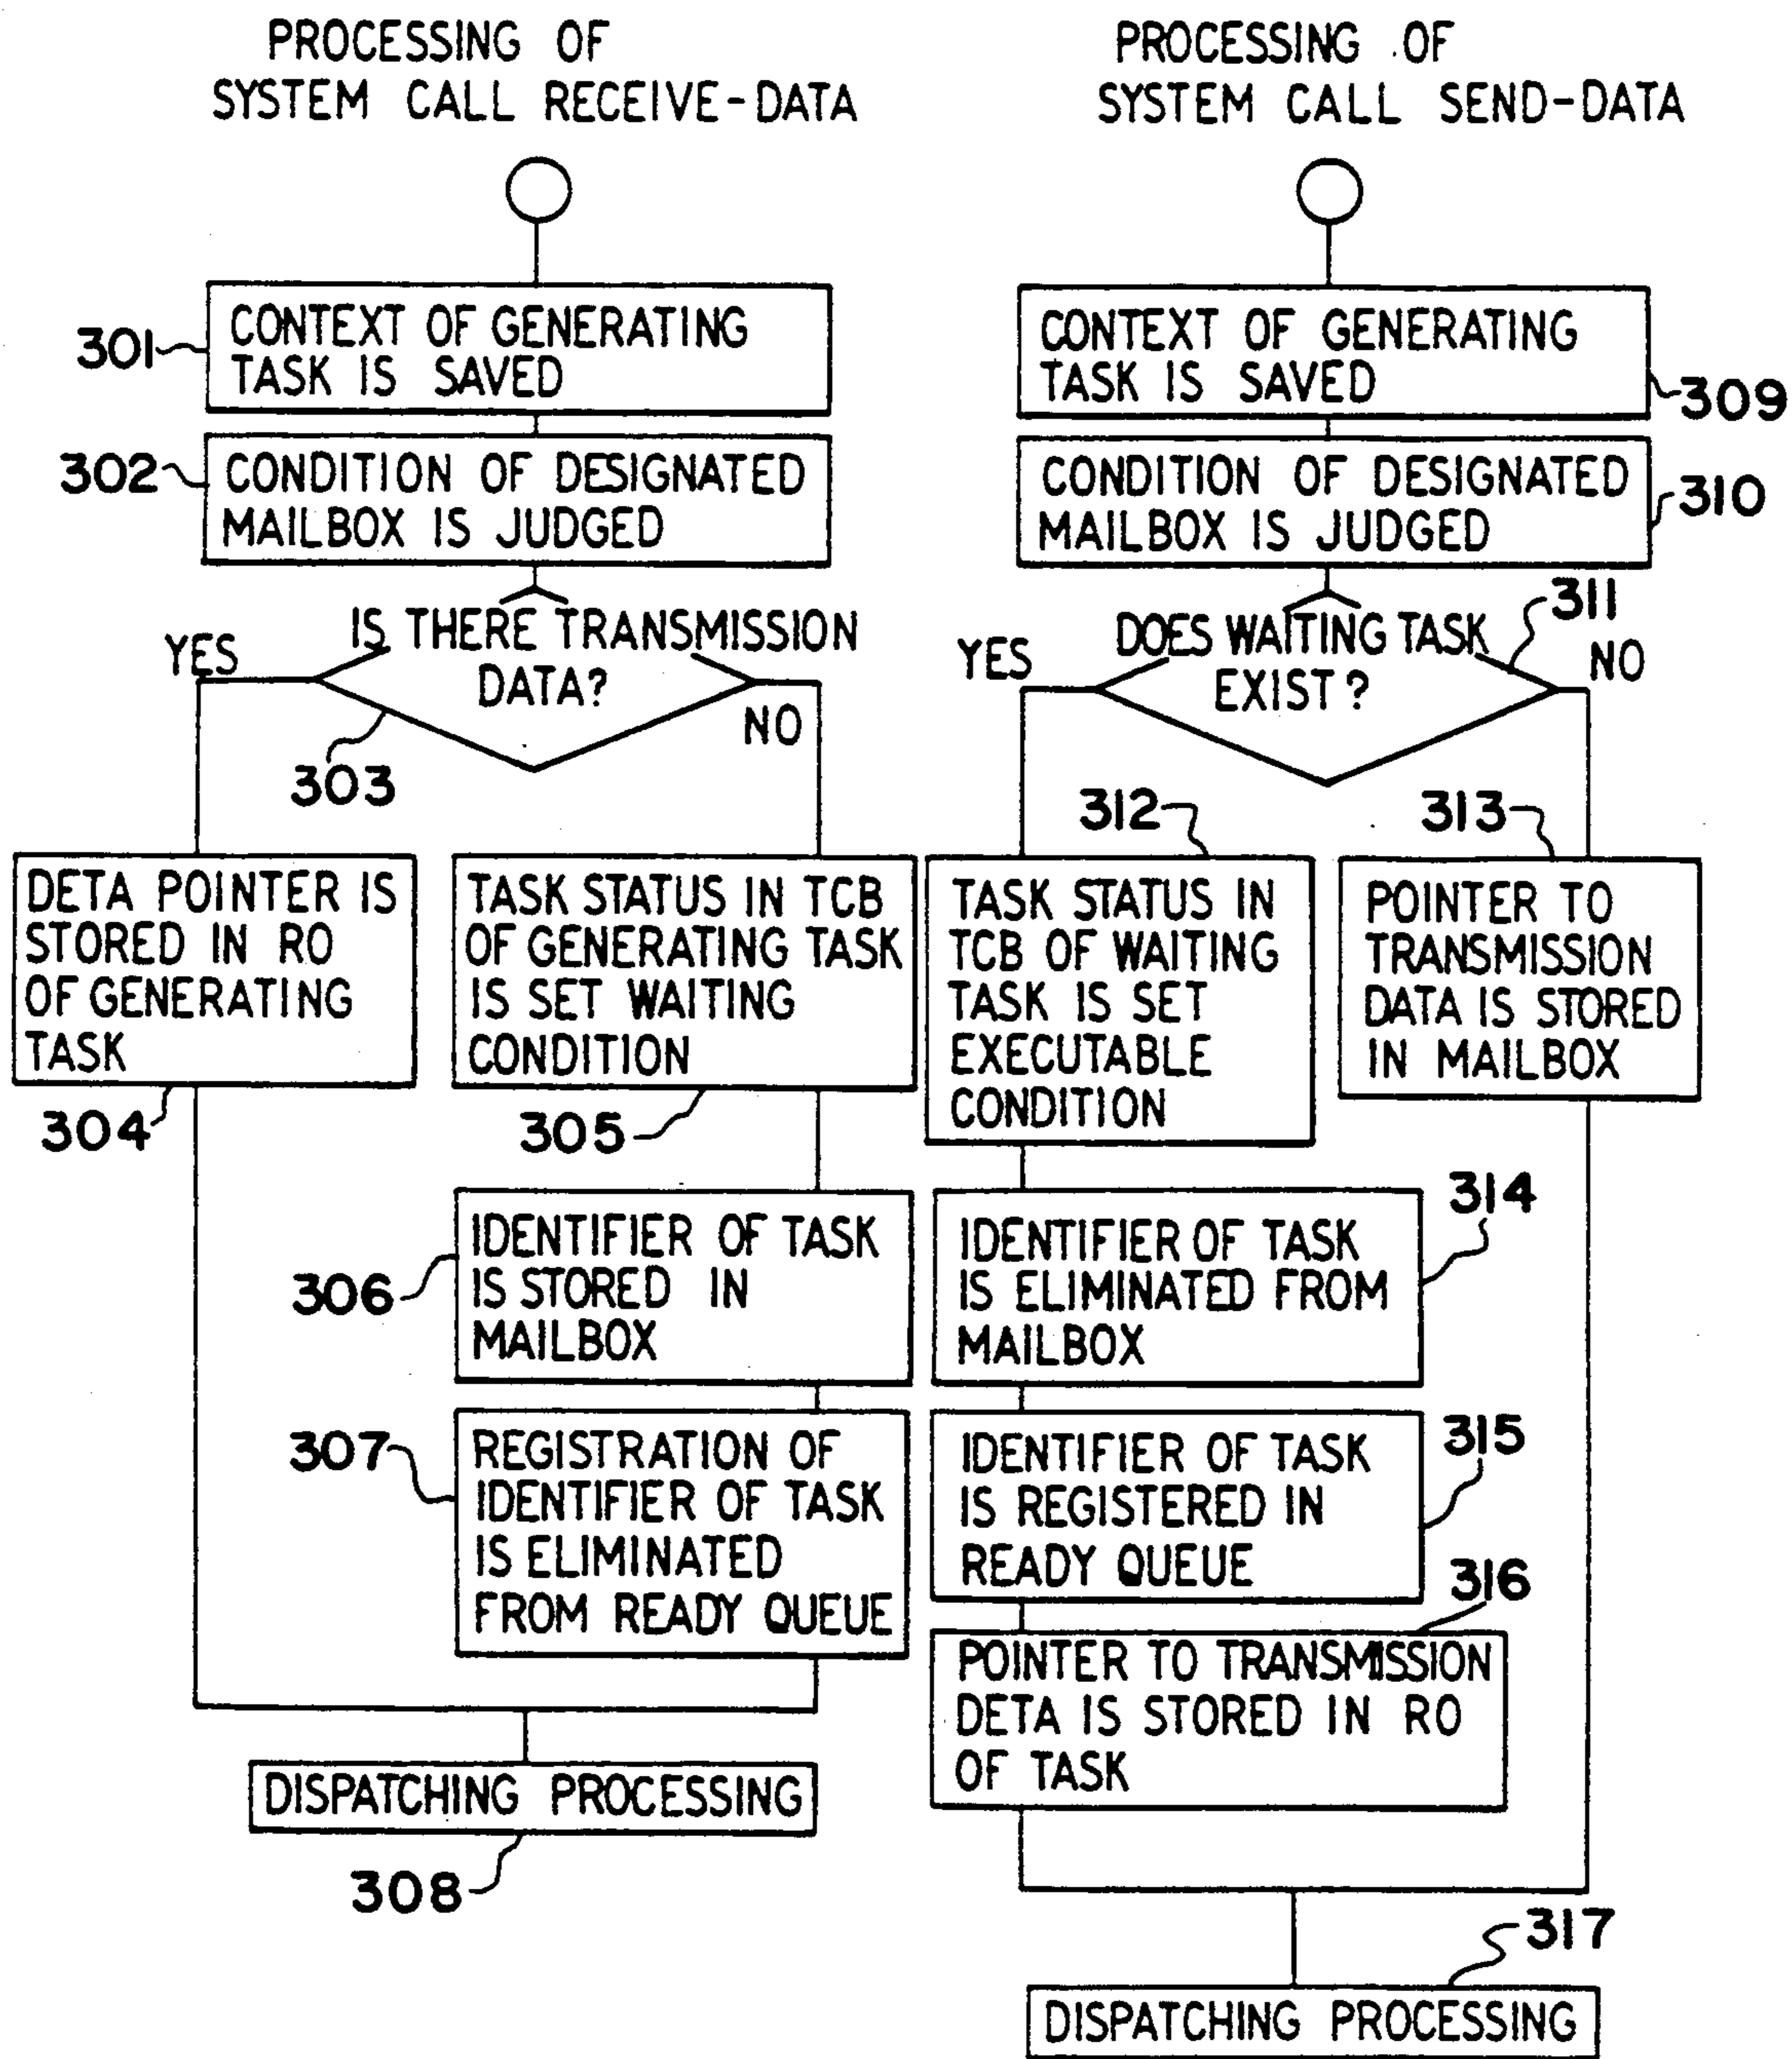 PROCESSING OF
SYSTEM CALL RECEIVE-DATA
301
CONTEXT OF GENERATING
TASK IS SAVED
302
CONDITION OF DESIGNATED
MAILBOX IS JUDGED
IS THERE TRANSMISSION
DATA?
YES
NO
303
DETA POINTER IS
STORED IN RO
OF GENERATING
TASK
304
TASK STATUS IN TCB
OF GENERATING TASK
IS SET WAITING
CONDITION
305
306
IDENTIFIER OF TASK
IS STORED IN
MAILBOX
307
REGISTRATION OF
IDENTIFIER OF TASK
IS ELIMINATED
FROM READY QUEUE
DISPATCHING PROCESSING
308
PROCESSING OF
SYSTEM CALL SEND-DATA
CONTEXT OF GENERATING
TASK IS SAVED
309
CONDITION OF DESIGNATED
MAILBOX IS JUDGED
310
311
DOES WAITING TASK
EXIST?
YES
NO
312
TASK STATUS IN
TCB OF WAITING
TASK IS SET
EXECUTABLE
CONDITION
313
POINTER TO
TRANSMISSION
DATA IS STORED
IN MAILBOX
314
IDENTIFIER OF TASK
IS ELIMINATED FROM
MAILBOX
315
IDENTIFIER OF TASK
IS REGISTERED IN
READY QUEUE
316
POINTER TO TRANSMISSION
DETA IS STORED IN RO
OF TASK
317
DISPATCHING PROCESSING